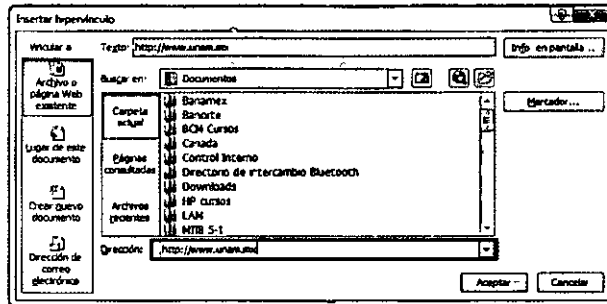 Insertar hipervínculo
Vincular a
Texto: http://www.unam.mx
Info. en pantalla...
Archivo o
página Web
existente
Buscar en: Documentos
Marcador...
Carpeta
actual
Banamex
Banorte
BCM Cursos
Canada
Control Interno
Directorio de intercambio Bluetooth
Downloads
HP cursos
LAM
MTTB 5-1
Lugar de este
documento
Páginas
consultadas
Crear nuevo
documento
Archivos
recientes
Dirección de
correo
electrónico
Dirección: http://www.unam.mx
Aceptar
Cancelar